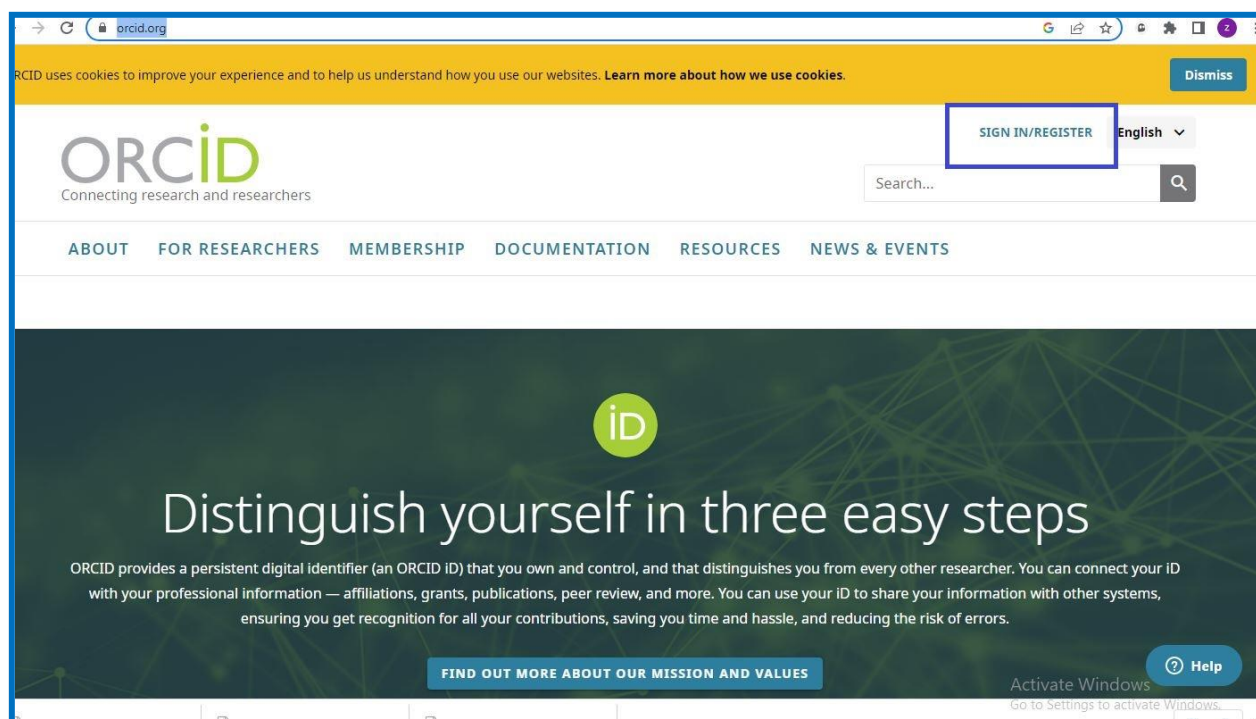 orcid.org
G
z
RCID uses cookies to improve your experience and to help us understand how you use our websites. Learn more about how we use cookies.
Dismiss
SIGN IN/REGISTER
English
ORCiD
Connecting research and researchers
Search...
ABOUT FOR RESEARCHERS MEMBERSHIP DOCUMENTATION RESOURCES NEWS & EVENTS
iD
Distinguish yourself in three easy steps
ORCID provides a persistent digital identifier (an ORCID iD) that you own and control, and that distinguishes you from every other researcher. You can connect your iD
with your professional information — affiliations, grants, publications, peer review, and more. You can use your iD to share your information with other systems,
ensuring you get recognition for all your contributions, saving you time and hassle, and reducing the risk of errors.
FIND OUT MORE ABOUT OUR MISSION AND VALUES
? Help
Activate Windows
Go to Settings to activate Windows.